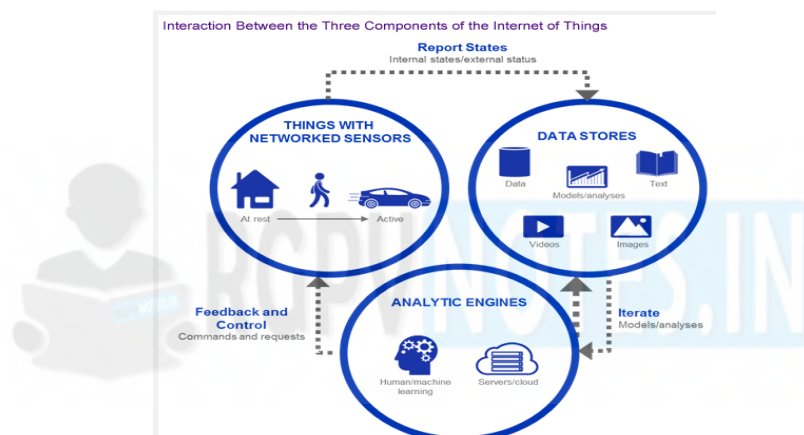 Interaction Between the Three Components of the Internet of Things
Report States
Internal states/external status
THINGS WITH
NETWORKED SENSORS
At rest
Active
DATA STORES
Data
Models/analyses
Text
Videos
Images
Feedback and
Control
Commands and requests
ANALYTIC ENGINES
Human/machine
learning
Servers/cloud
Iterate
Models/analyses
RGPVNOTES.IN